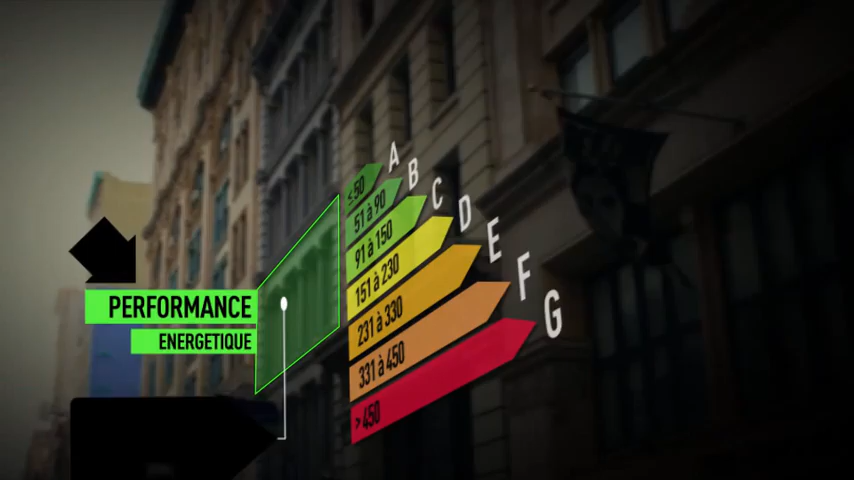 PERFORMANCE
ENERGETIQUE
≤50 A
51 à 90 B
91 à 150 C
151 à 230 D
231 à 330 E
331 à 450 F
> 450 G